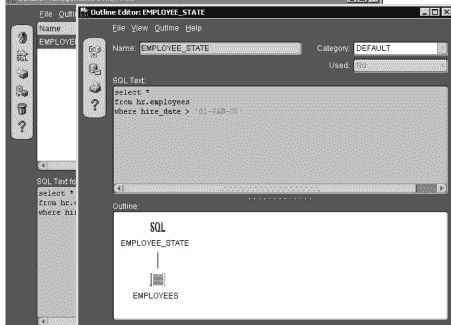 Outline Editor: EMPLOYEE_STATE
File Outli
File View Outline Help
Name
EMPLOYE
Name: EMPLOYEE_STATE
Category: DEFAULT
Used: No
SQL Text:
select *
from hr.employees
where hire_date > '01-JAN-00'
SQL Text fo
select *
from hr.e
where hir
Outline:
SQL
EMPLOYEE_STATE
EMPLOYEES